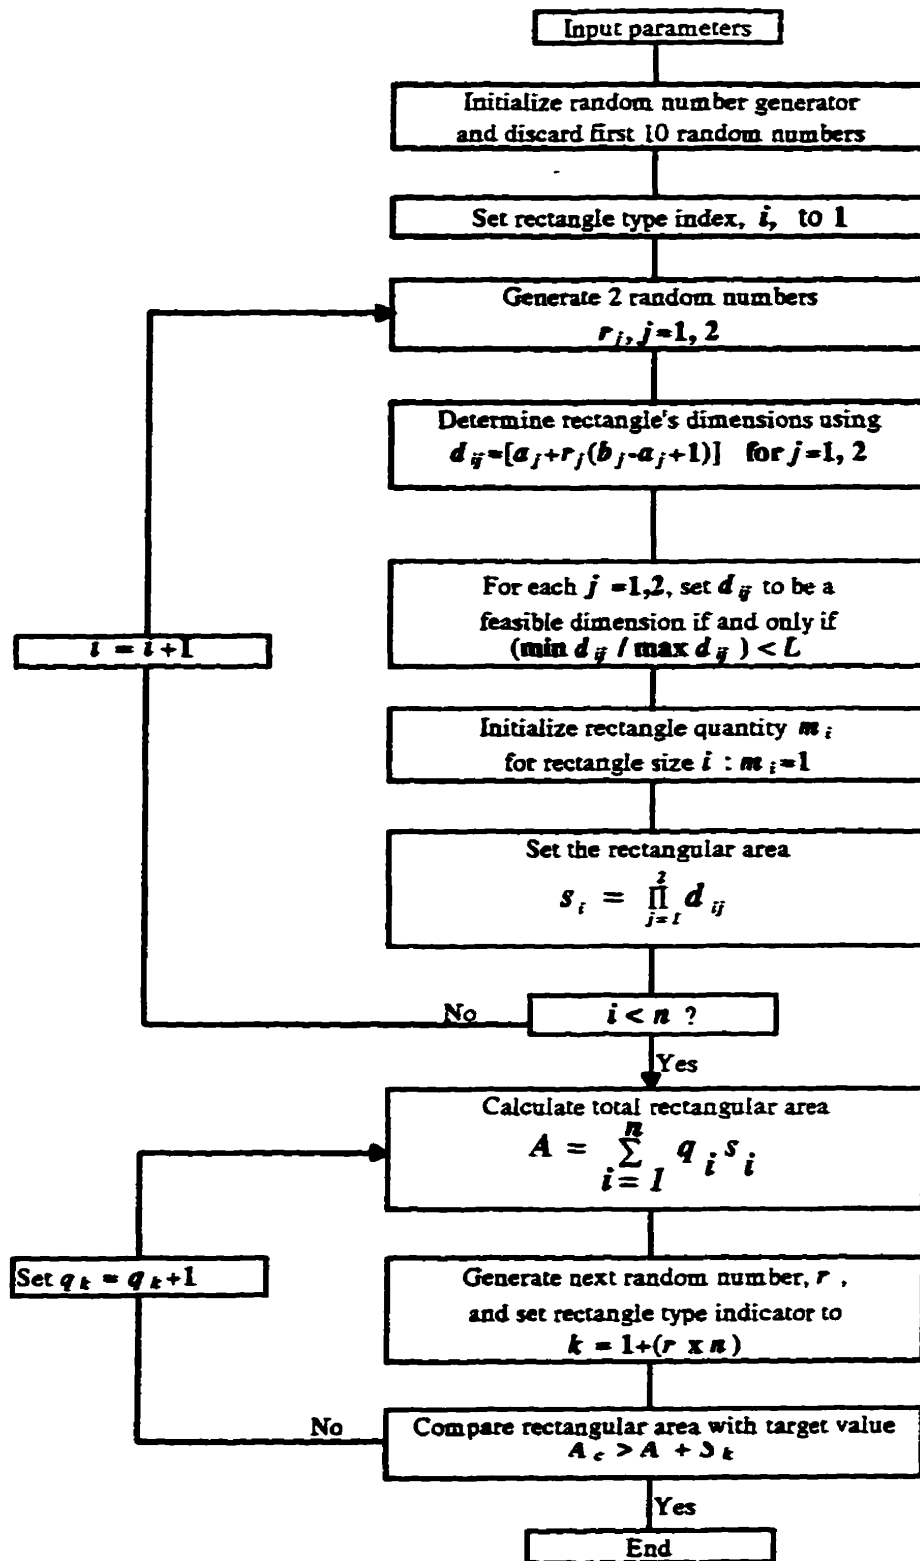 Input parameters
Initialize random number generator
and discard first 10 random numbers
Set rectangle type index, i, to 1
Generate 2 random numbers
r_j, j=1, 2
Determine rectangle's dimensions using
d_ij=[a_j+r_j(b_j-a_j+1)] for j=1, 2
For each j =1,2, set d_ij to be a
feasible dimension if and only if
(min d_ij / max d_ij ) < L
i = i+1
Initialize rectangle quantity m_i
for rectangle size i : m_i=1
Set the rectangular area
s_i = ∏_{j=1}^{2} d_ij
No
i < n ?
Yes
Calculate total rectangular area
A = ∑_{i=1}^{n} q_i s_i
Set q_k = q_k+1
Generate next random number, r ,
and set rectangle type indicator to
k = 1+(r x n)
No
Compare rectangular area with target value
A_c > A + S_k
Yes
End